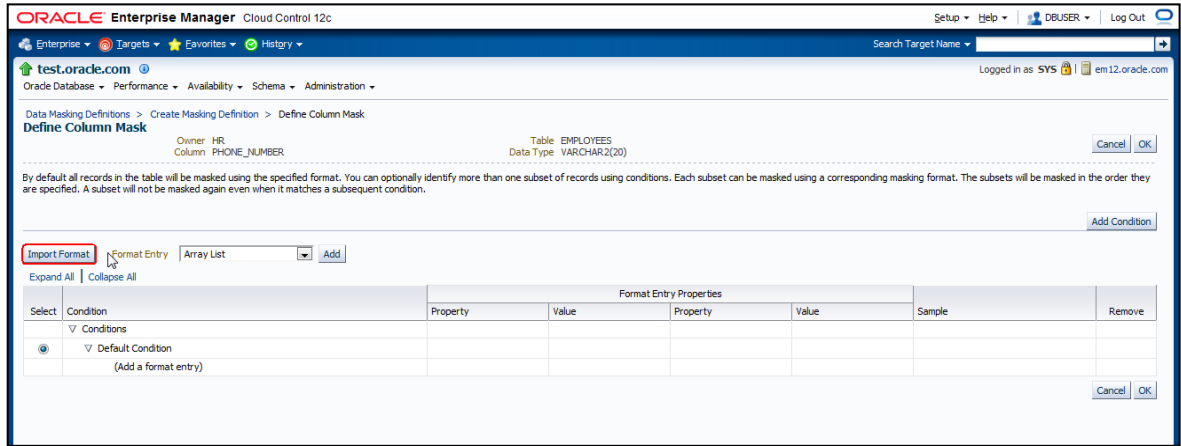 ORACLE Enterprise Manager Cloud Control 12c Setup Help DBUSER Log Out
Enterprise Targets Favorites History Search Target Name
test.oracle.com Logged in as SYS em12.oracle.com
Oracle Database Performance Availability Schema Administration
Data Masking Definitions > Create Masking Definition > Define Column Mask
Define Column Mask
Owner HR Table EMPLOYEES Cancel OK
Column PHONE_NUMBER Data Type VARCHAR2(20)
By default all records in the table will be masked using the specified format. You can optionally identify more than one subset of records using conditions. Each subset can be masked using a corresponding masking format. The subsets will be masked in the order they
are specified. A subset will not be masked again even when it matches a subsequent condition.
Add Condition
Import Format Format Entry Array List Add
Expand All | Collapse All
Format Entry Properties
Select Condition Property Value Property Value Sample Remove
Conditions
Default Condition
(Add a format entry)
Cancel OK